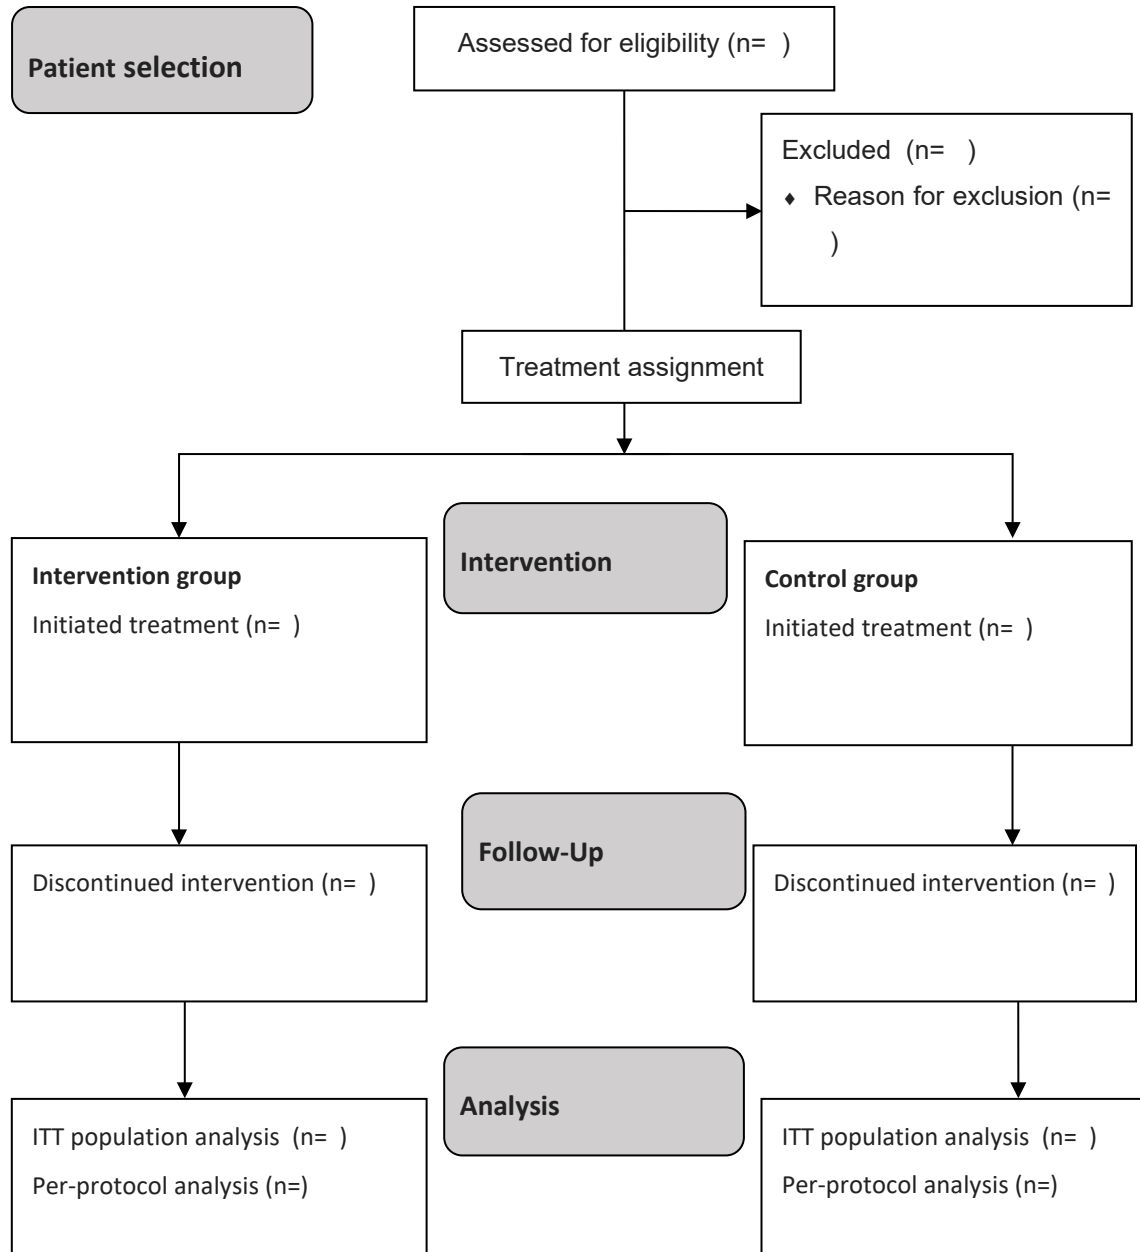 Patient selection
Assessed for eligibility (n=  )
Excluded  (n=   )
♦ Reason for exclusion (n=
)
Treatment assignment
Intervention
Intervention group
Initiated treatment (n=  )
Control group
Initiated treatment (n=  )
Follow-Up
Discontinued intervention (n=  )
Discontinued intervention (n=  )
Analysis
ITT population analysis  (n=  )
Per-protocol analysis (n=)
ITT population analysis  (n=  )
Per-protocol analysis (n=)